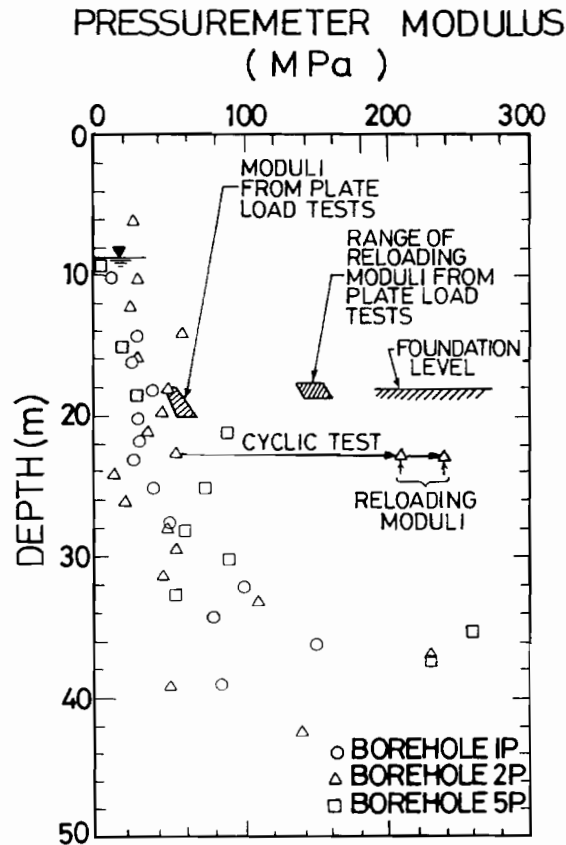 PRESSUREMETER MODULUS
( MPa )
0 100 200 300
0
10
20
30
40
50
DEPTH (m)
MODULI
FROM PLATE
LOAD TESTS
RANGE OF
RELOADING
MODULI FROM
PLATE LOAD
TESTS
FOUNDATION
LEVEL
CYCLIC TEST
RELOADING
MODULI
BOREHOLE 1P
BOREHOLE 2P
BOREHOLE 5P